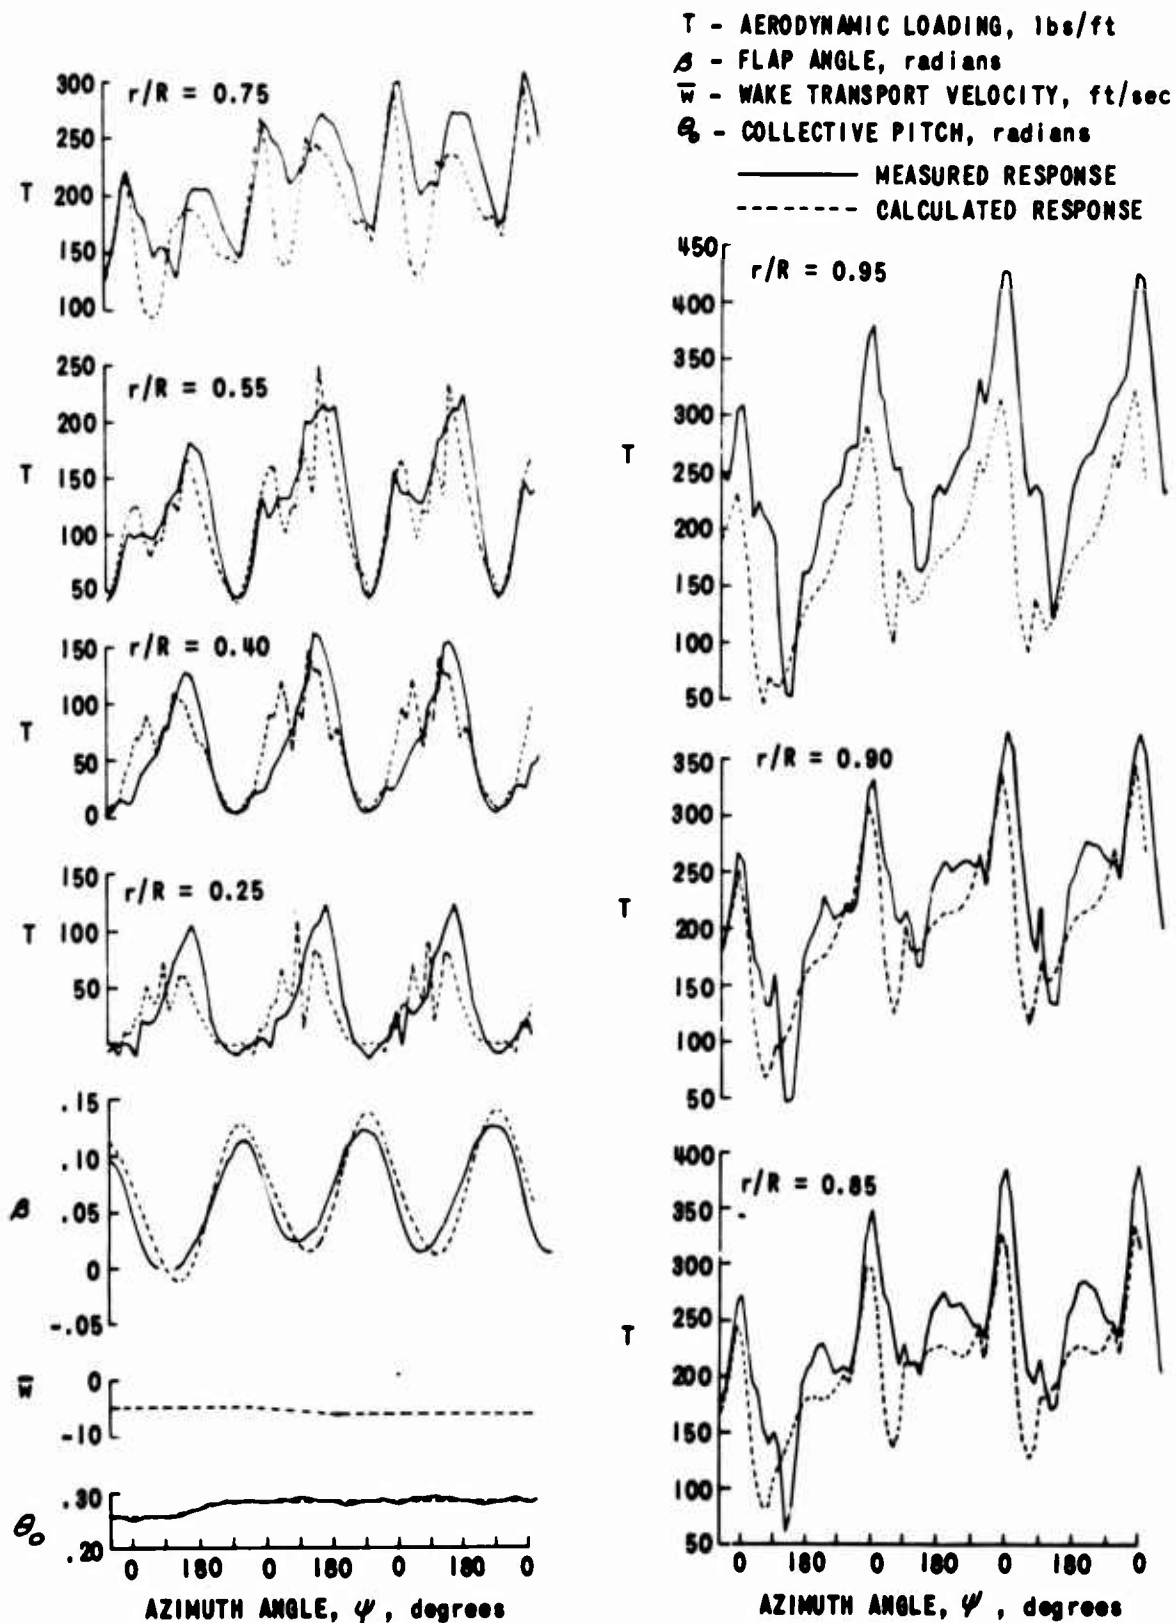 T - AERODYNAMIC LOADING, lbs/ft
β - FLAP ANGLE, radians
w̄ - WAKE TRANSPORT VELOCITY, ft/sec
θ₀ - COLLECTIVE PITCH, radians
MEASURED RESPONSE
CALCULATED RESPONSE
r/R = 0.75
T
300
250
200
150
100
r/R = 0.55
T
250
200
150
100
50
r/R = 0.40
T
150
100
50
0
r/R = 0.25
T
150
100
50
β
.15
.10
.05
0
-.05
w̄
0
-10
θ₀
.30
.20
0 180 0 180 0 180 0
AZIMUTH ANGLE, ψ, degrees
r/R = 0.95
T
450
400
350
300
250
200
150
100
50
r/R = 0.90
T
350
300
250
200
150
100
50
r/R = 0.85
T
400
350
300
250
200
150
100
50
0 180 0 180 0 180 0
AZIMUTH ANGLE, ψ, degrees